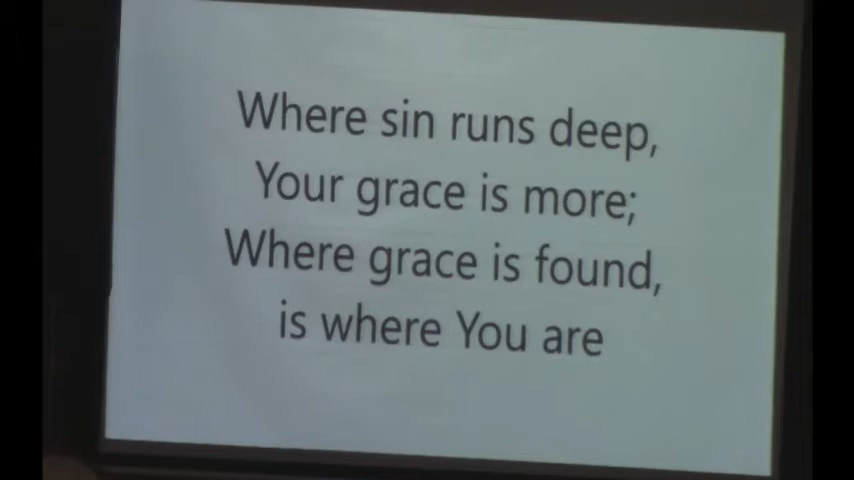 Where sin runs deep,
Your grace is more;
Where grace is found,
is where You are